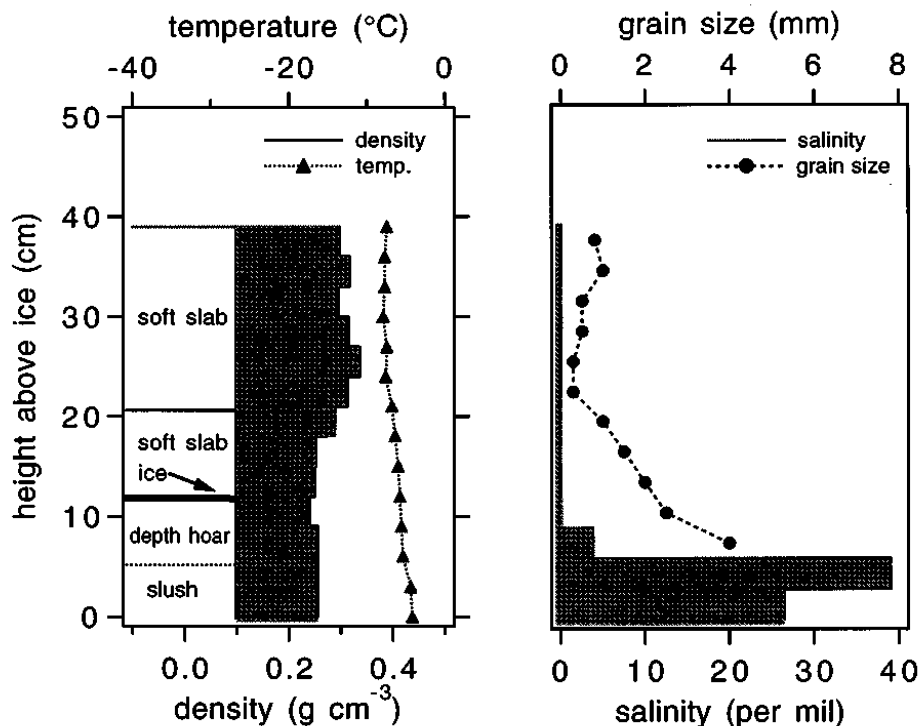 temperature (°C)
-40 -20 0
50
40
30
20
10
0
height above ice (cm)
density
temp.
soft slab
soft slab
ice
depth hoar
slush
0.0 0.2 0.4
density (g cm⁻³)
grain size (mm)
0 2 4 6 8
salinity
grain size
0 10 20 30 40
salinity (per mil)